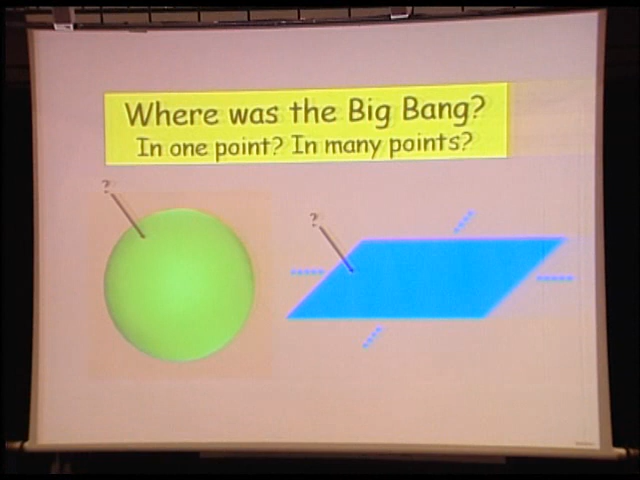 Where was the Big Bang?
In one point? In many points?
?
?